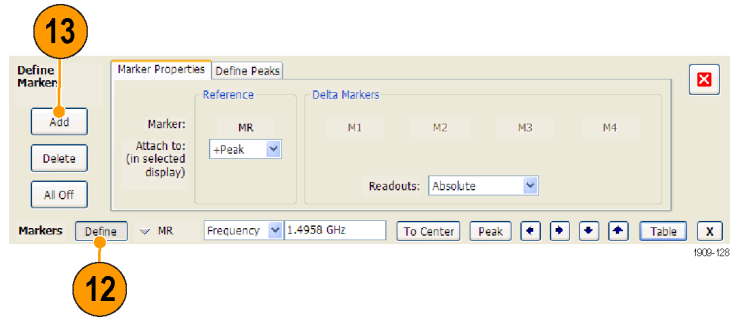 13
Define
Markers
Marker Properties
Define Peaks
Reference
Delta Markers
Add
Marker:
MR
M1
M2
M3
M4
Attach to:
(in selected
display)
+Peak
Delete
Readouts:
Absolute
All Off
Markers
Define
MR
Frequency
1.4958 GHz
To Center
Peak
Table
X
1909-128
12